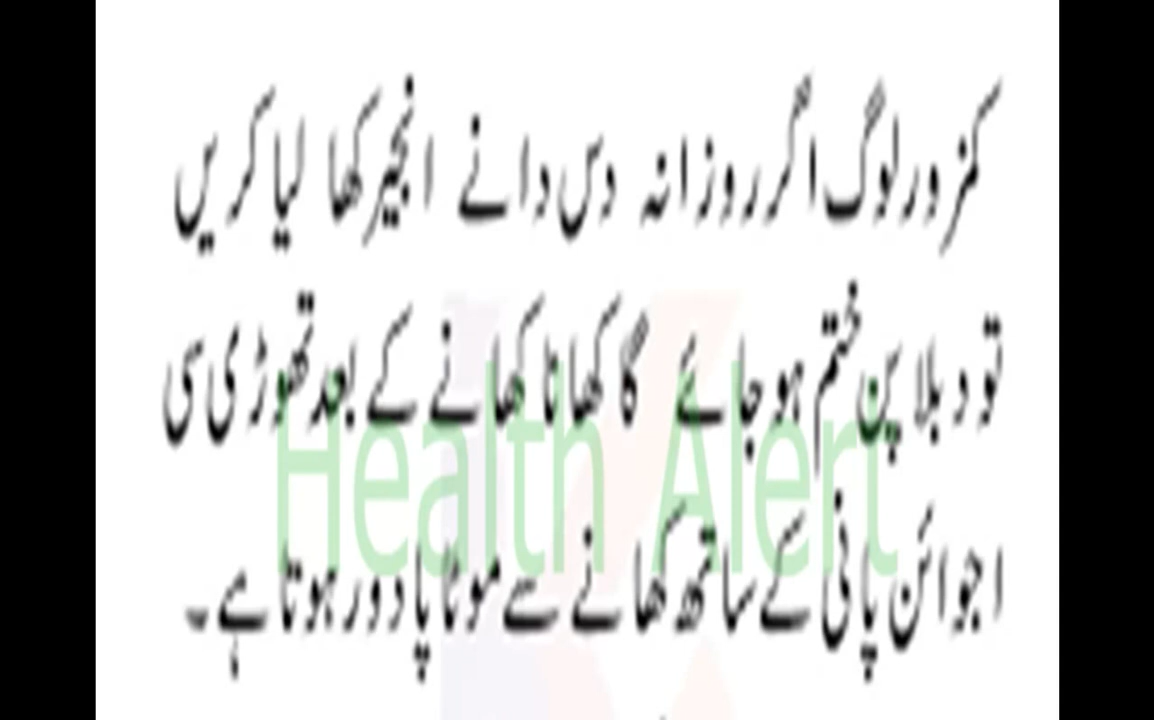 کمزور لوگ اگر روزانہ دس دانے انجیر کھا لیا کریں
تو دبلا پن ختم ہو جائے گا کھانا کھانے کے بعد تھوڑی سی
اجوائن پانی کے ساتھ کھانے سے موٹاپا دور ہوتا ہے۔
Health Alert